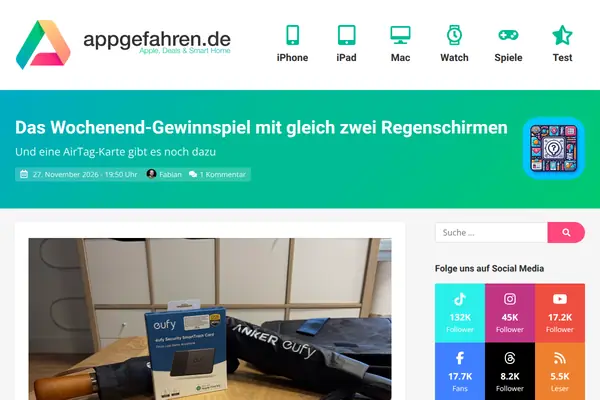 appgefahren.de
Apple, Deals & Smart Home
iPhone
iPad
Mac
Watch
Spiele
Test
Das Wochenend-Gewinnspiel mit gleich zwei Regenschirmen
Und eine AirTag-Karte gibt es noch dazu
27. November 2026 - 19:50 Uhr Fabian 1 Kommentar
Suche ...
Folge uns auf Social Media
132K
Follower
45K
Follower
17.2K
Follower
17.7K
Fans
8.2K
Follower
5.5K
Leser
eufy
eufy Security SmartTrack Card
ANKER eufy